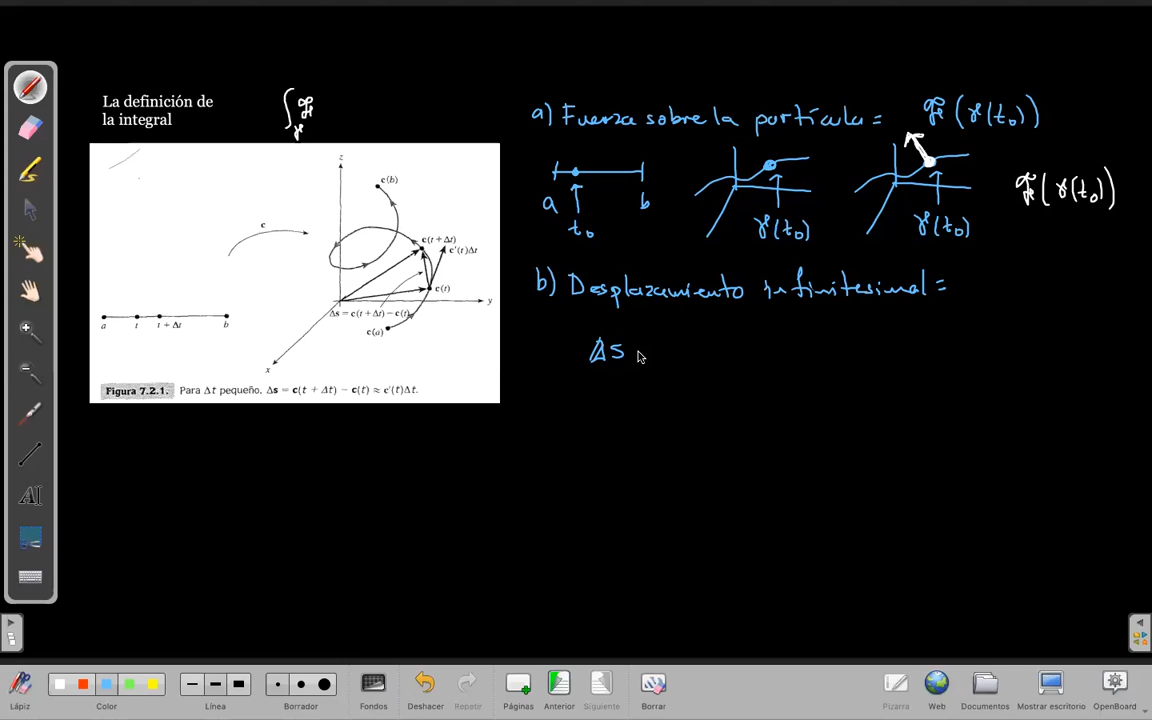 La definición de
la integral
∫γ F
z
c(b)
c
c(t + Δt)
c'(t)Δt
c(t)
y
Δs = c(t + Δt) − c(t)
c(a)
a t t + Δt b
x
Figura 7.2.1. Para Δt pequeño, Δs = c(t + Δt) − c(t) ≈ c'(t)Δt.
a) Fuerza sobre la partícula = F(γ(t₀))
a b
t₀
γ(t₀)
γ(t₀)
F(γ(t₀))
b) Desplazamiento infinitesimal =
Δs
Lápiz
Color
Línea
Borrador
Fondos
Deshacer
Repetir
Páginas
Anterior
Siguiente
Borrar
Pizarra
Web
Documentos
Mostrar escritorio
OpenBoard